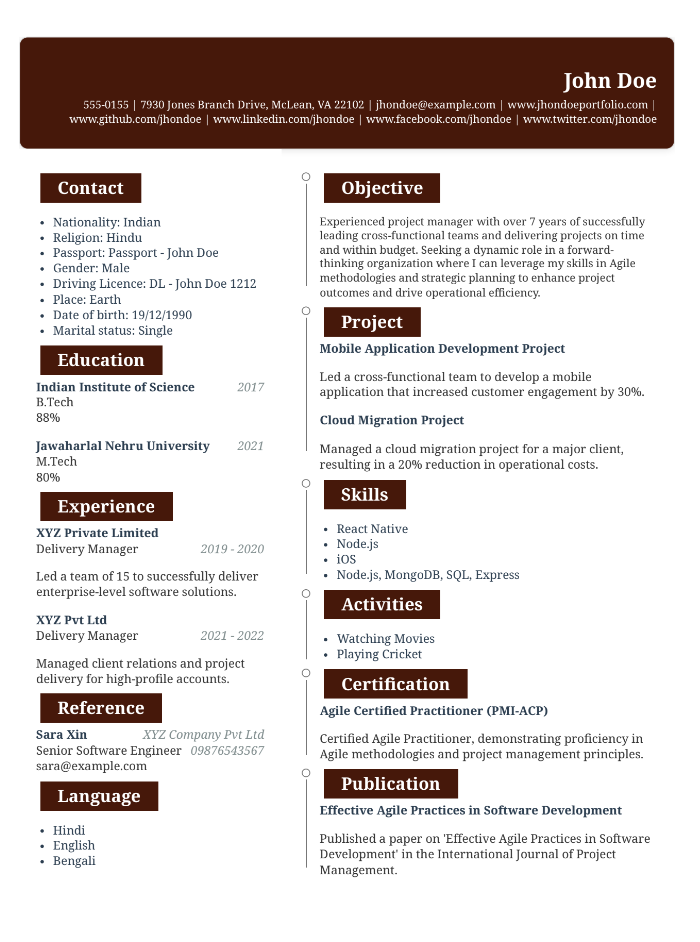 John Doe
555-0155 | 7930 Jones Branch Drive, McLean, VA 22102 | jhondoe@example.com | www.jhondoeportfolio.com |
www.github.com/jhondoe | www.linkedin.com/jhondoe | www.facebook.com/jhondoe | www.twitter.com/jhondoe
Contact
• Nationality: Indian
• Religion: Hindu
• Passport: Passport - John Doe
• Gender: Male
• Driving Licence: DL - John Doe 1212
• Place: Earth
• Date of birth: 19/12/1990
• Marital status: Single
Education
Indian Institute of Science 2017
B.Tech
88%
Jawaharlal Nehru University 2021
M.Tech
80%
Experience
XYZ Private Limited
Delivery Manager 2019 - 2020
Led a team of 15 to successfully deliver
enterprise-level software solutions.
XYZ Pvt Ltd
Delivery Manager 2021 - 2022
Managed client relations and project
delivery for high-profile accounts.
Reference
Sara Xin XYZ Company Pvt Ltd
Senior Software Engineer 09876543567
sara@example.com
Language
• Hindi
• English
• Bengali
Objective
Experienced project manager with over 7 years of successfully
leading cross-functional teams and delivering projects on time
and within budget. Seeking a dynamic role in a forward-
thinking organization where I can leverage my skills in Agile
methodologies and strategic planning to enhance project
outcomes and drive operational efficiency.
Project
Mobile Application Development Project
Led a cross-functional team to develop a mobile
application that increased customer engagement by 30%.
Cloud Migration Project
Managed a cloud migration project for a major client,
resulting in a 20% reduction in operational costs.
Skills
• React Native
• Node.js
• iOS
• Node.js, MongoDB, SQL, Express
Activities
• Watching Movies
• Playing Cricket
Certification
Agile Certified Practitioner (PMI-ACP)
Certified Agile Practitioner, demonstrating proficiency in
Agile methodologies and project management principles.
Publication
Effective Agile Practices in Software Development
Published a paper on 'Effective Agile Practices in Software
Development' in the International Journal of Project
Management.